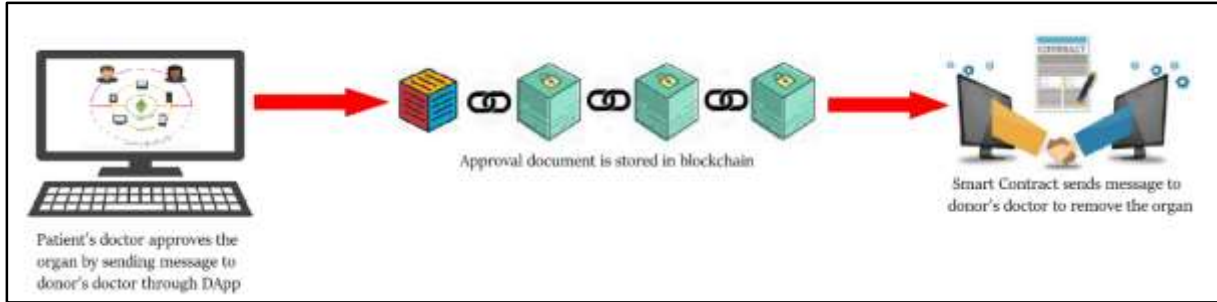 Patient's doctor approves the
organ by sending message to
donor's doctor through DApp
Approval document is stored in blockchain
CONTRACT
Smart Contract sends message to
donor's doctor to remove the organ